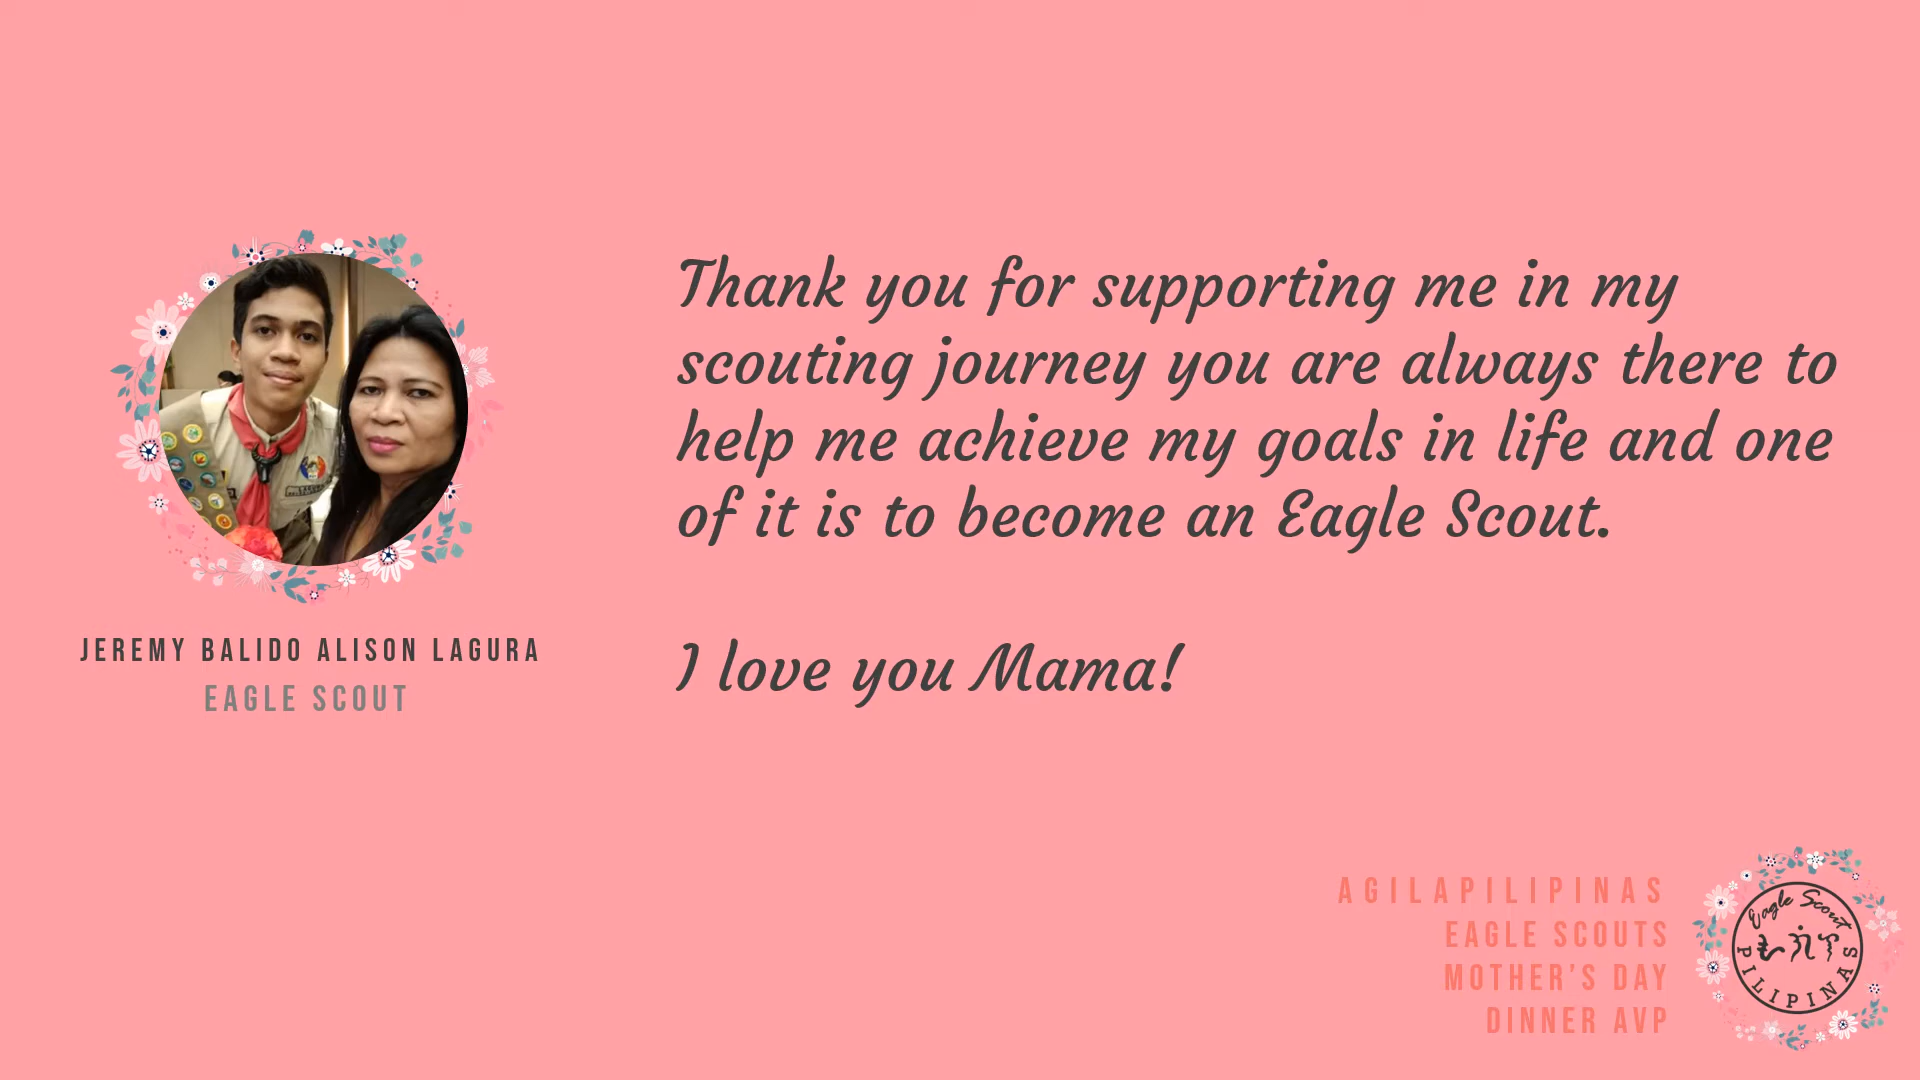 Thank you for supporting me in my
scouting journey you are always there to
help me achieve my goals in life and one
of it is to become an Eagle Scout.
I love you Mama!
JEREMY BALIDO ALISON LAGURA
EAGLE SCOUT
AGILAPILIPINAS
EAGLE SCOUTS
MOTHER'S DAY
DINNER AVP
Eagle Scout
PILIPINAS